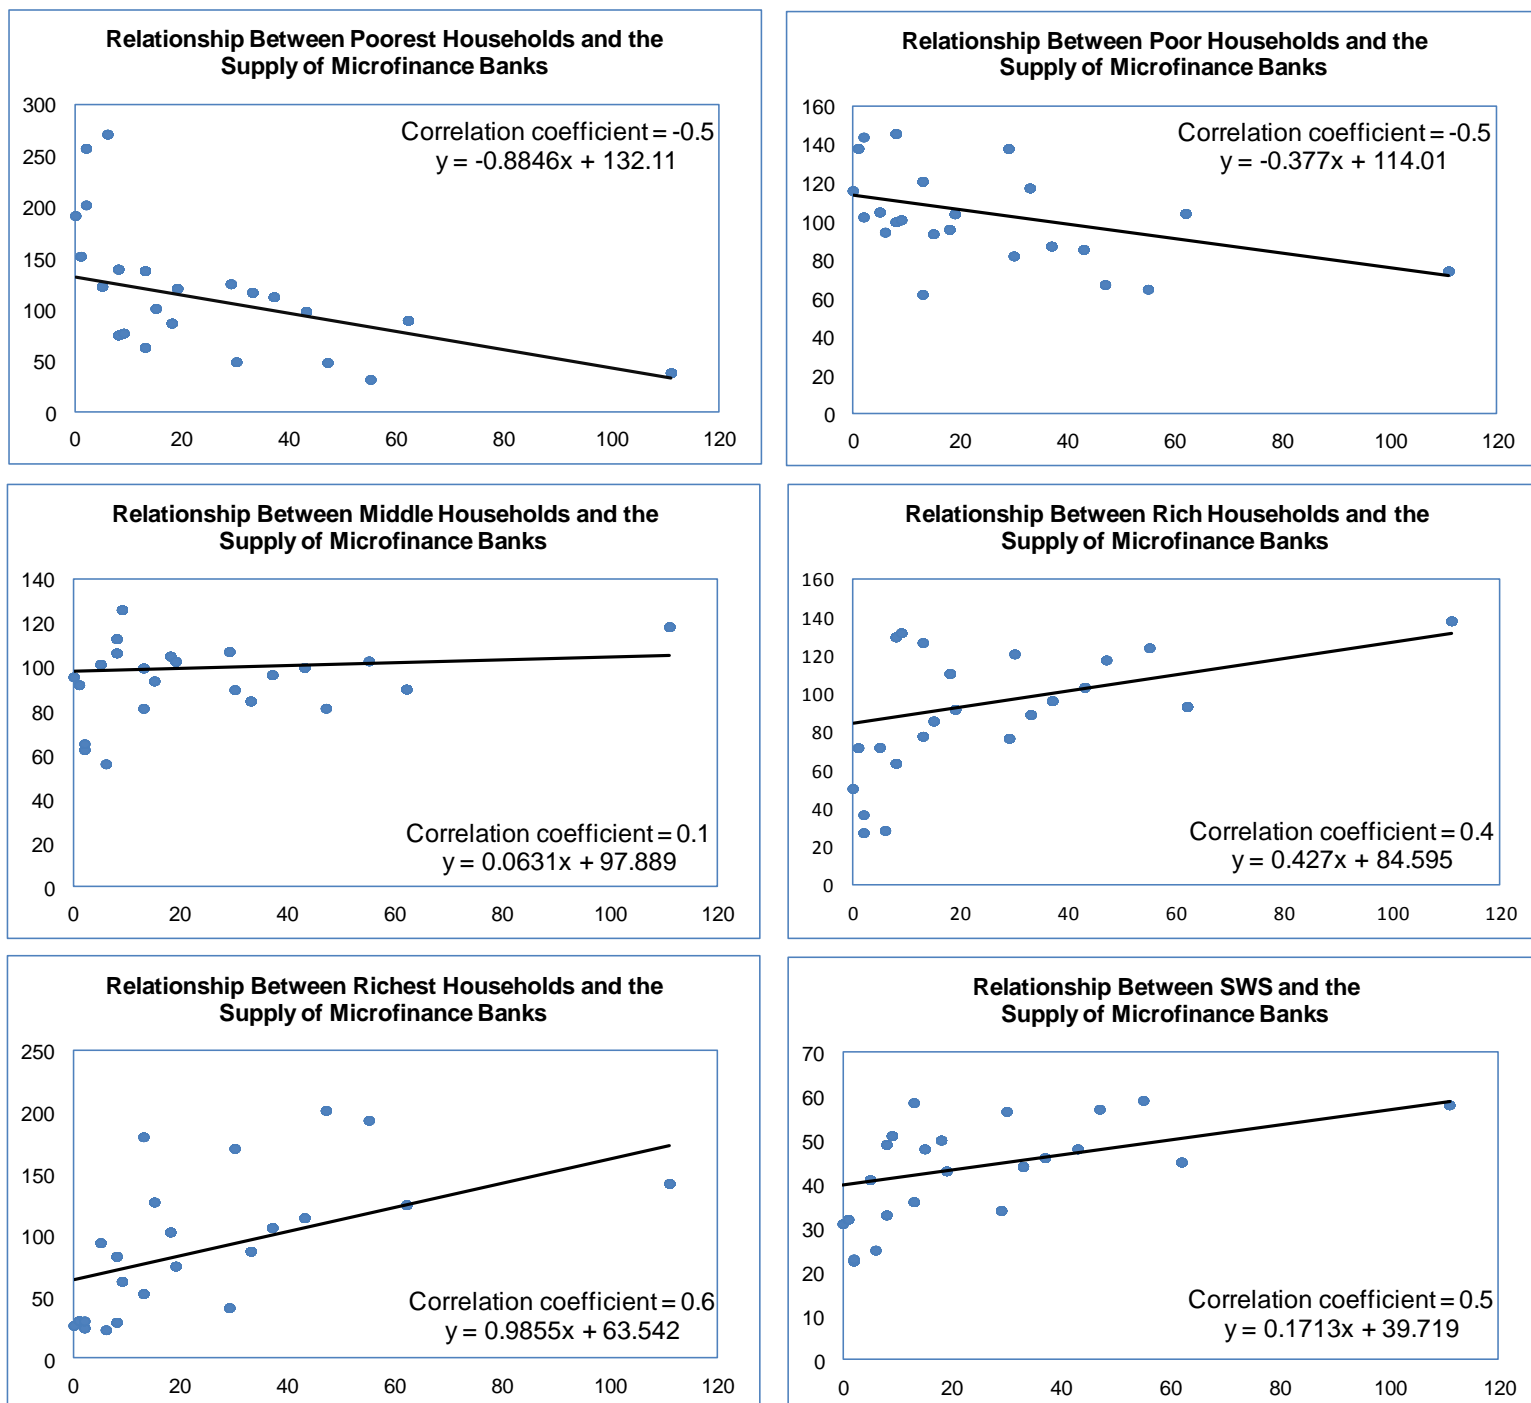 Relationship Between Poorest Households and the
Supply of Microfinance Banks
300
250
200
150
100
50
0
Correlation coefficient = -0.5
y = -0.8846x + 132.11
0 20 40 60 80 100 120
Relationship Between Poor Households and the
Supply of Microfinance Banks
160
140
120
100
80
60
40
20
0
Correlation coefficient = -0.5
y = -0.377x + 114.01
0 20 40 60 80 100 120
Relationship Between Middle Households and the
Supply of Microfinance Banks
140
120
100
80
60
40
20
0
Correlation coefficient = 0.1
y = 0.0631x + 97.889
0 20 40 60 80 100 120
Relationship Between Rich Households and the
Supply of Microfinance Banks
160
140
120
100
80
60
40
20
0
Correlation coefficient = 0.4
y = 0.427x + 84.595
0 20 40 60 80 100 120
Relationship Between Richest Households and the
Supply of Microfinance Banks
250
200
150
100
50
0
Correlation coefficient = 0.6
y = 0.9855x + 63.542
0 20 40 60 80 100 120
Relationship Between SWS and the
Supply of Microfinance Banks
70
60
50
40
30
20
10
0
Correlation coefficient = 0.5
y = 0.1713x + 39.719
0 20 40 60 80 100 120